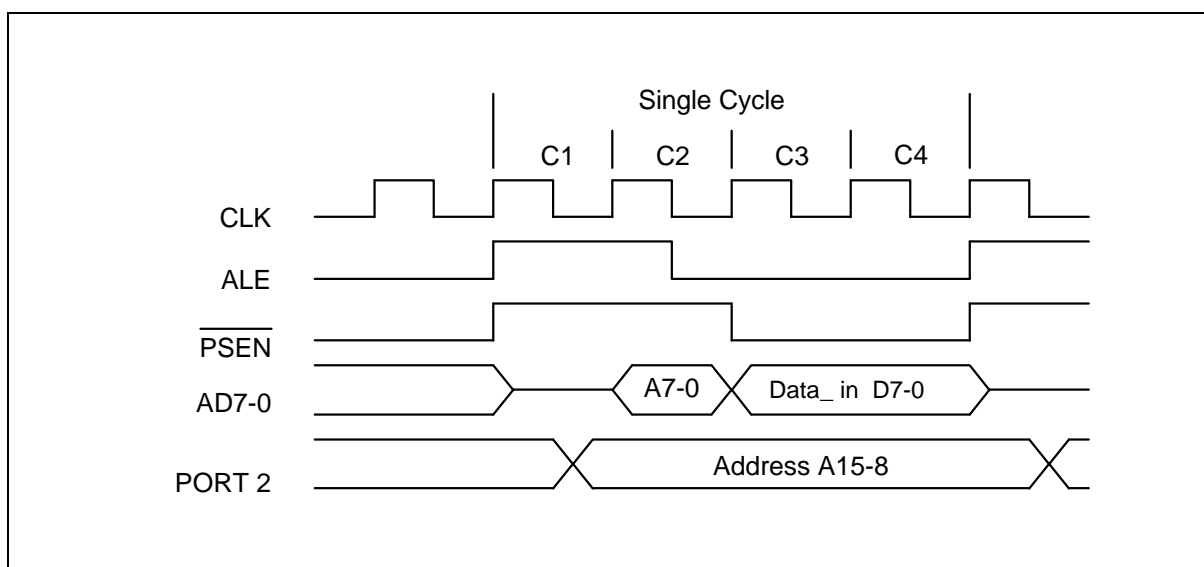 Single Cycle
C1 C2 C3 C4
CLK
ALE
PSEN
AD7-0 A7-0 Data_ in D7-0
PORT 2 Address A15-8